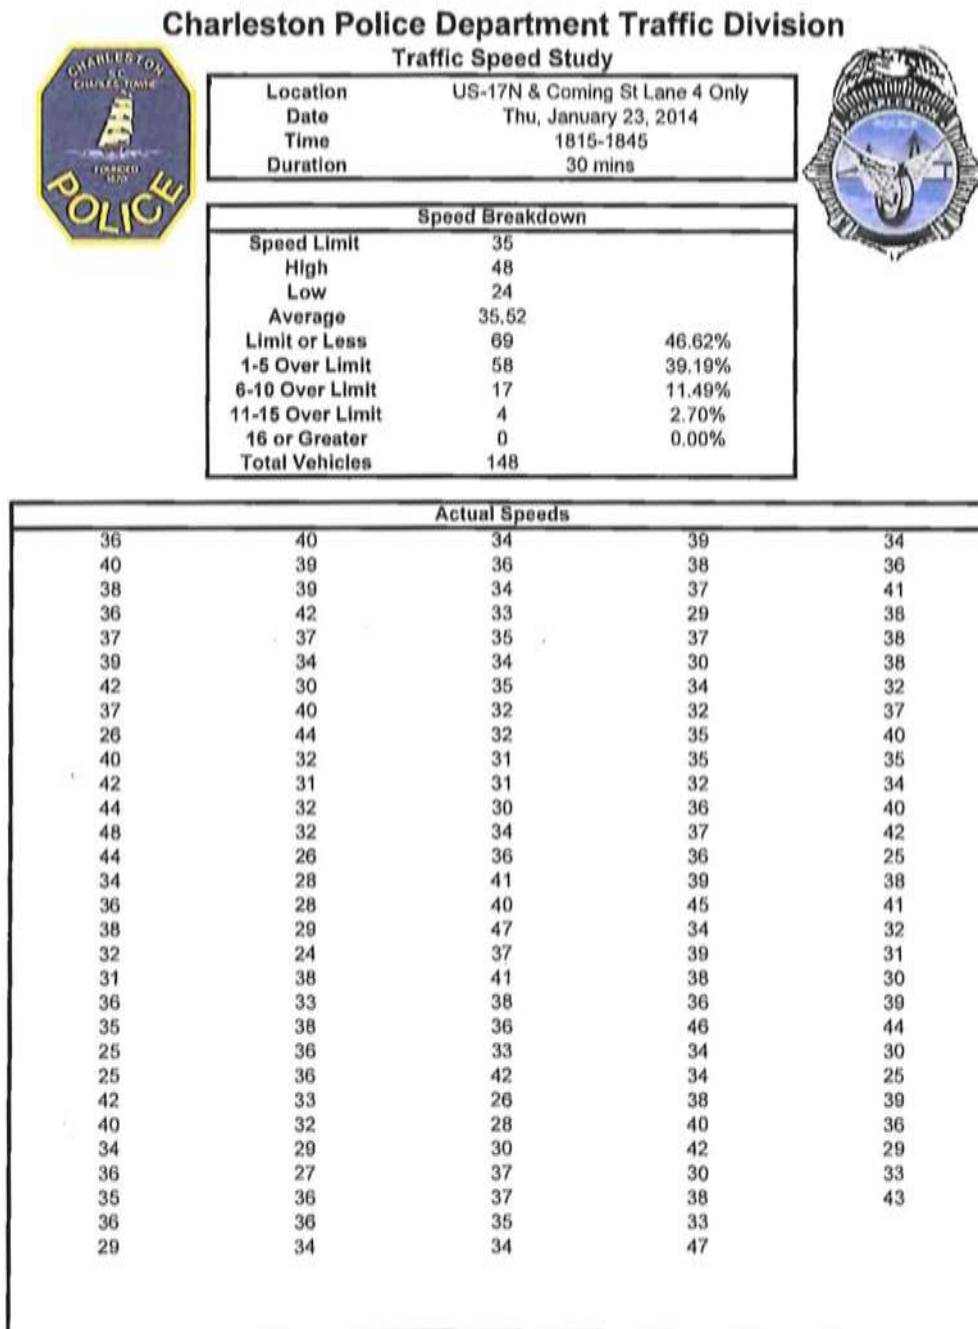 Charleston Police Department Traffic Division
Traffic Speed Study
CHARLESTON
S.C.
CHARLES TOWNE
FOUNDED
1670
POLICE
CHARLESTON
POLICE
Location US-17N & Coming St Lane 4 Only
Date Thu, January 23, 2014
Time 1815-1845
Duration 30 mins
Speed Breakdown
Speed Limit 35
High 48
Low 24
Average 35.52
Limit or Less 69 46.62%
1-5 Over Limit 58 39.19%
6-10 Over Limit 17 11.49%
11-15 Over Limit 4 2.70%
16 or Greater 0 0.00%
Total Vehicles 148
Actual Speeds
36 40 34 39 34
40 39 36 38 36
38 39 34 37 41
36 42 33 29 38
37 37 35 37 38
39 34 34 30 38
42 30 35 34 32
37 40 32 32 37
26 44 32 35 40
40 32 31 35 35
42 31 31 32 34
44 32 30 36 40
48 32 34 37 42
44 26 36 36 25
34 28 41 39 38
36 28 40 45 41
38 29 47 34 32
32 24 37 39 31
31 38 41 38 30
36 33 38 36 39
35 38 36 46 44
25 36 33 34 30
25 36 42 34 25
42 33 26 38 39
40 32 28 40 36
34 29 30 42 29
36 27 37 30 33
35 36 37 38 43
36 36 35 33
29 34 34 47